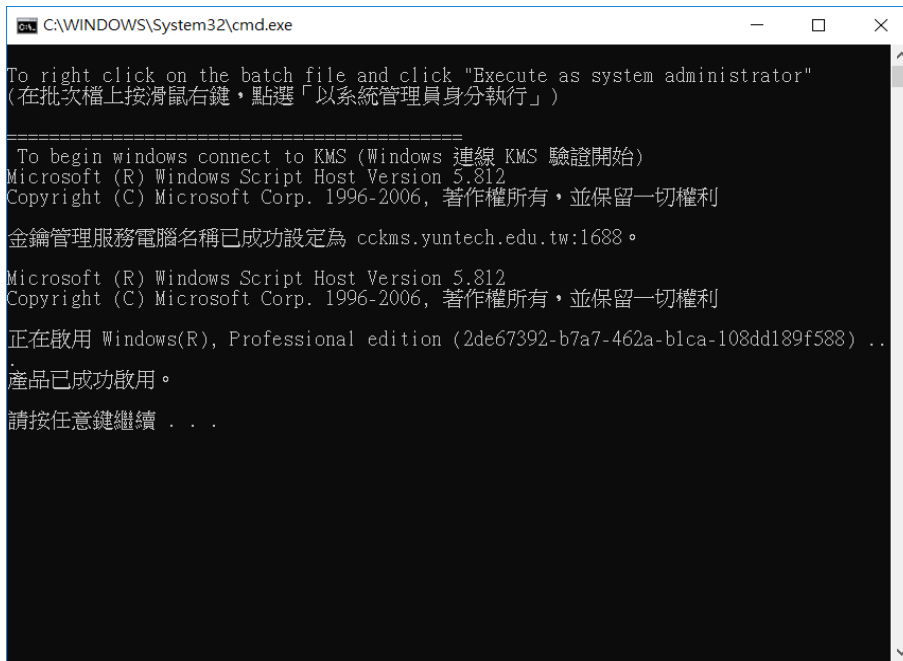 C:\WINDOWS\System32\cmd.exe
To right click on the batch file and click "Execute as system administrator"
(在批次檔上按滑鼠右鍵，點選「以系統管理員身分執行」)
===========================================
To begin windows connect to KMS (Windows 連線 KMS 驗證開始)
Microsoft (R) Windows Script Host Version 5.812
Copyright (C) Microsoft Corp. 1996-2006, 著作權所有，並保留一切權利
金鑰管理服務電腦名稱已成功設定為 cckms.yuntech.edu.tw:1688。
Microsoft (R) Windows Script Host Version 5.812
Copyright (C) Microsoft Corp. 1996-2006, 著作權所有，並保留一切權利
正在啟用 Windows(R), Professional edition (2de67392-b7a7-462a-b1ca-108dd189f588) ..
.
產品已成功啟用。
請按任意鍵繼續 . . .